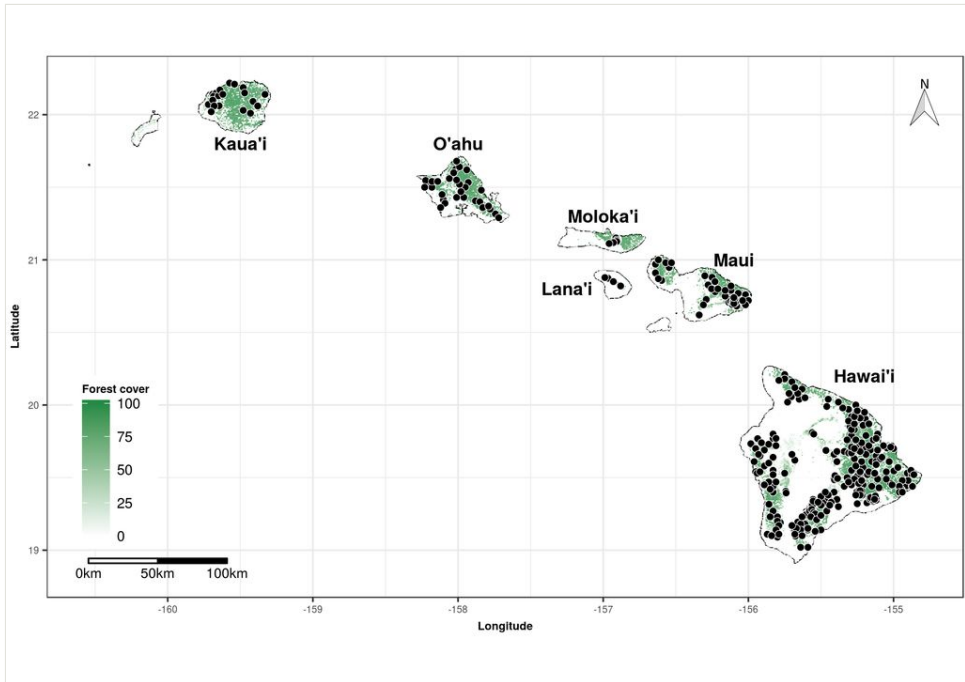 N
22
21
20
19
Latitude
Kaua'i
O'ahu
Moloka'i
Lana'i
Maui
Hawai'i
Forest cover
100
75
50
25
0
0km 50km 100km
-160 -159 -158 -157 -156 -155
Longitude